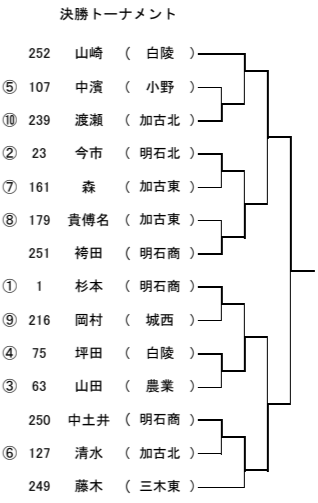 決勝トーナメント
252 山崎 ( 白陵 )
⑤ 107 中濱 ( 小野 )
⑩ 239 渡瀬 ( 加古北 )
② 23 今市 ( 明石北 )
⑦ 161 森 ( 加古東 )
⑧ 179 貴傅名 ( 加古東 )
251 袴田 ( 明石商 )
① 1 杉本 ( 明石商 )
⑨ 216 岡村 ( 城西 )
④ 75 坪田 ( 白陵 )
③ 63 山田 ( 農業 )
250 中土井 ( 明石商 )
⑥ 127 清水 ( 加古北 )
249 藤木 ( 三木東 )